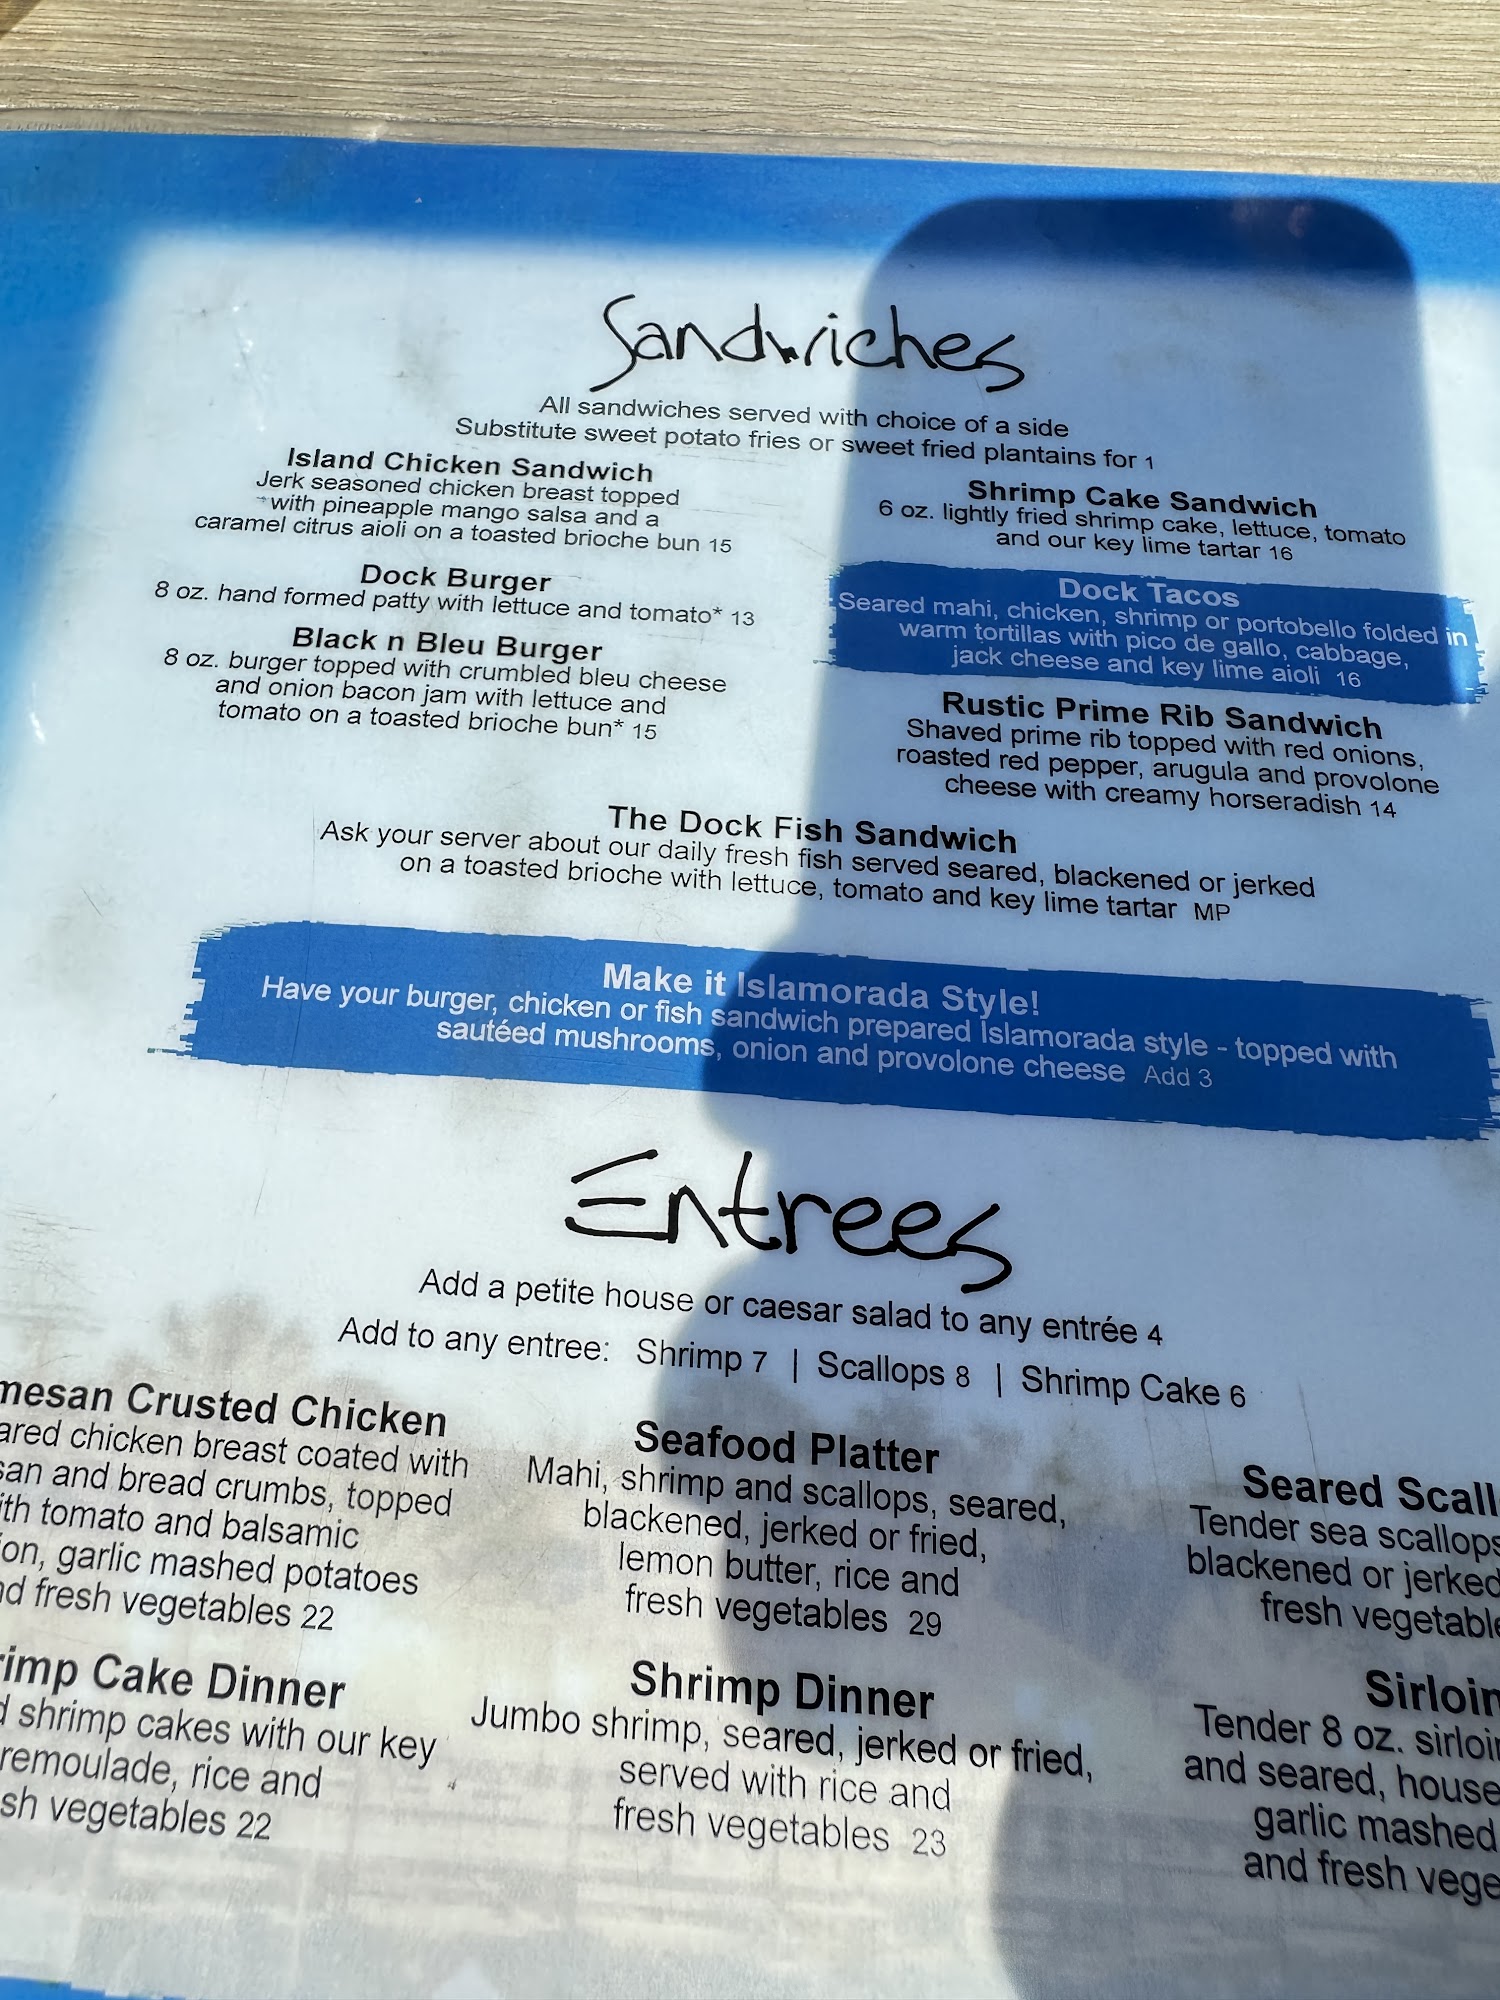 Sandwiches
All sandwiches served with choice of a side
Substitute sweet potato fries or sweet fried plantains for 1
Island Chicken Sandwich
Jerk seasoned chicken breast topped
with pineapple mango salsa and a
caramel citrus aioli on a toasted brioche bun 15
Dock Burger
8 oz. hand formed patty with lettuce and tomato* 13
Black n Bleu Burger
8 oz. burger topped with crumbled bleu cheese
and onion bacon jam with lettuce and
tomato on a toasted brioche bun* 15
Shrimp Cake Sandwich
6 oz. lightly fried shrimp cake, lettuce, tomato
and our key lime tartar 16
Dock Tacos
Seared mahi, chicken, shrimp or portobello folded in
warm tortillas with pico de gallo, cabbage,
jack cheese and key lime aioli 16
Rustic Prime Rib Sandwich
Shaved prime rib topped with red onions,
roasted red pepper, arugula and provolone
cheese with creamy horseradish 14
The Dock Fish Sandwich
Ask your server about our daily fresh fish served seared, blackened or jerked
on a toasted brioche with lettuce, tomato and key lime tartar MP
Make it Islamorada Style!
Have your burger, chicken or fish sandwich prepared Islamorada style - topped with
sautéed mushrooms, onion and provolone cheese Add 3
Entrees
Add a petite house or caesar salad to any entrée 4
Add to any entree: Shrimp 7 | Scallops 8 | Shrimp Cake 6
mesan Crusted Chicken
ared chicken breast coated with
san and bread crumbs, topped
ith tomato and balsamic
on, garlic mashed potatoes
nd fresh vegetables 22
rimp Cake Dinner
d shrimp cakes with our key
remoulade, rice and
sh vegetables 22
Seafood Platter
Mahi, shrimp and scallops, seared,
blackened, jerked or fried,
lemon butter, rice and
fresh vegetables 29
Shrimp Dinner
Jumbo shrimp, seared, jerked or fried,
served with rice and
fresh vegetables 23
Seared Scall
Tender sea scallops
blackened or jerked
fresh vegetable
Sirloin
Tender 8 oz. sirloin
and seared, house
garlic mashed
and fresh vege